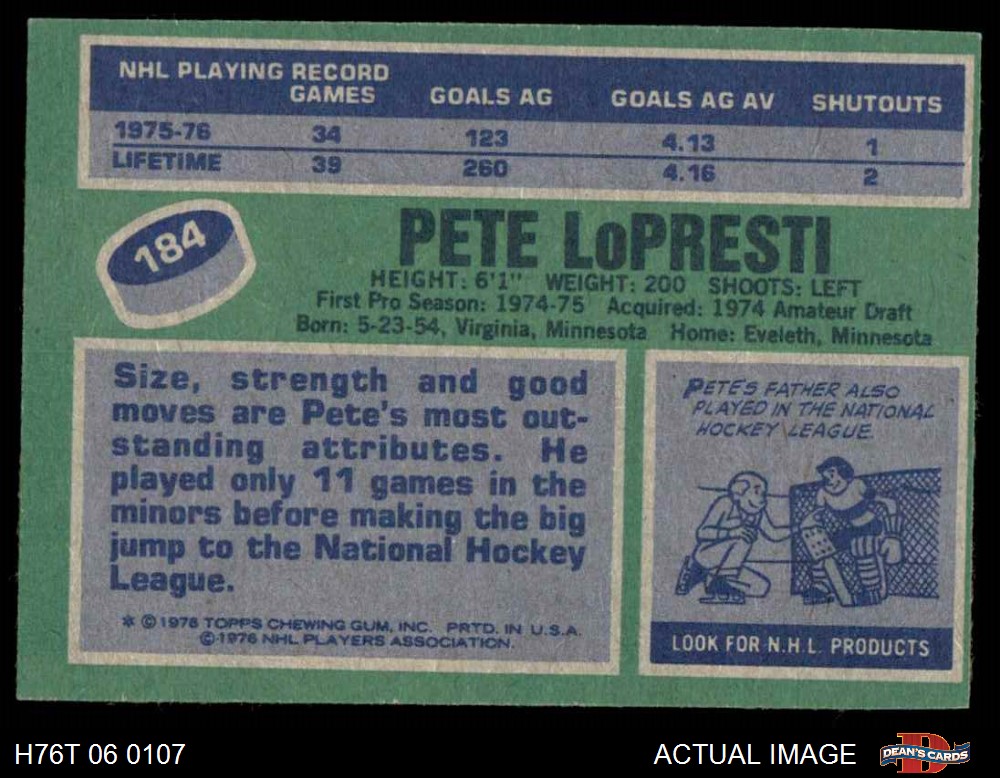 NHL PLAYING RECORD
GAMES GOALS AG GOALS AG AV SHUTOUTS
1975-76 34 123 4.13 1
LIFETIME 39 260 4.16 2
184
PETE LoPRESTI
HEIGHT: 6'1" WEIGHT: 200 SHOOTS: LEFT
First Pro Season: 1974-75 Acquired: 1974 Amateur Draft
Born: 5-23-54, Virginia, Minnesota Home: Eveleth, Minnesota
Size, strength and good
moves are Pete's most out-
standing attributes. He
played only 11 games in the
minors before making the big
jump to the National Hockey
League.
* © 1976 TOPPS CHEWING GUM, INC. PRTD. IN U.S.A.
© 1976 NHL PLAYERS ASSOCIATION.
PETE'S FATHER ALSO
PLAYED IN THE NATIONAL
HOCKEY LEAGUE.
LOOK FOR N.H.L. PRODUCTS
H76T 06 0107
ACTUAL IMAGE
D
DEAN'S CARDS